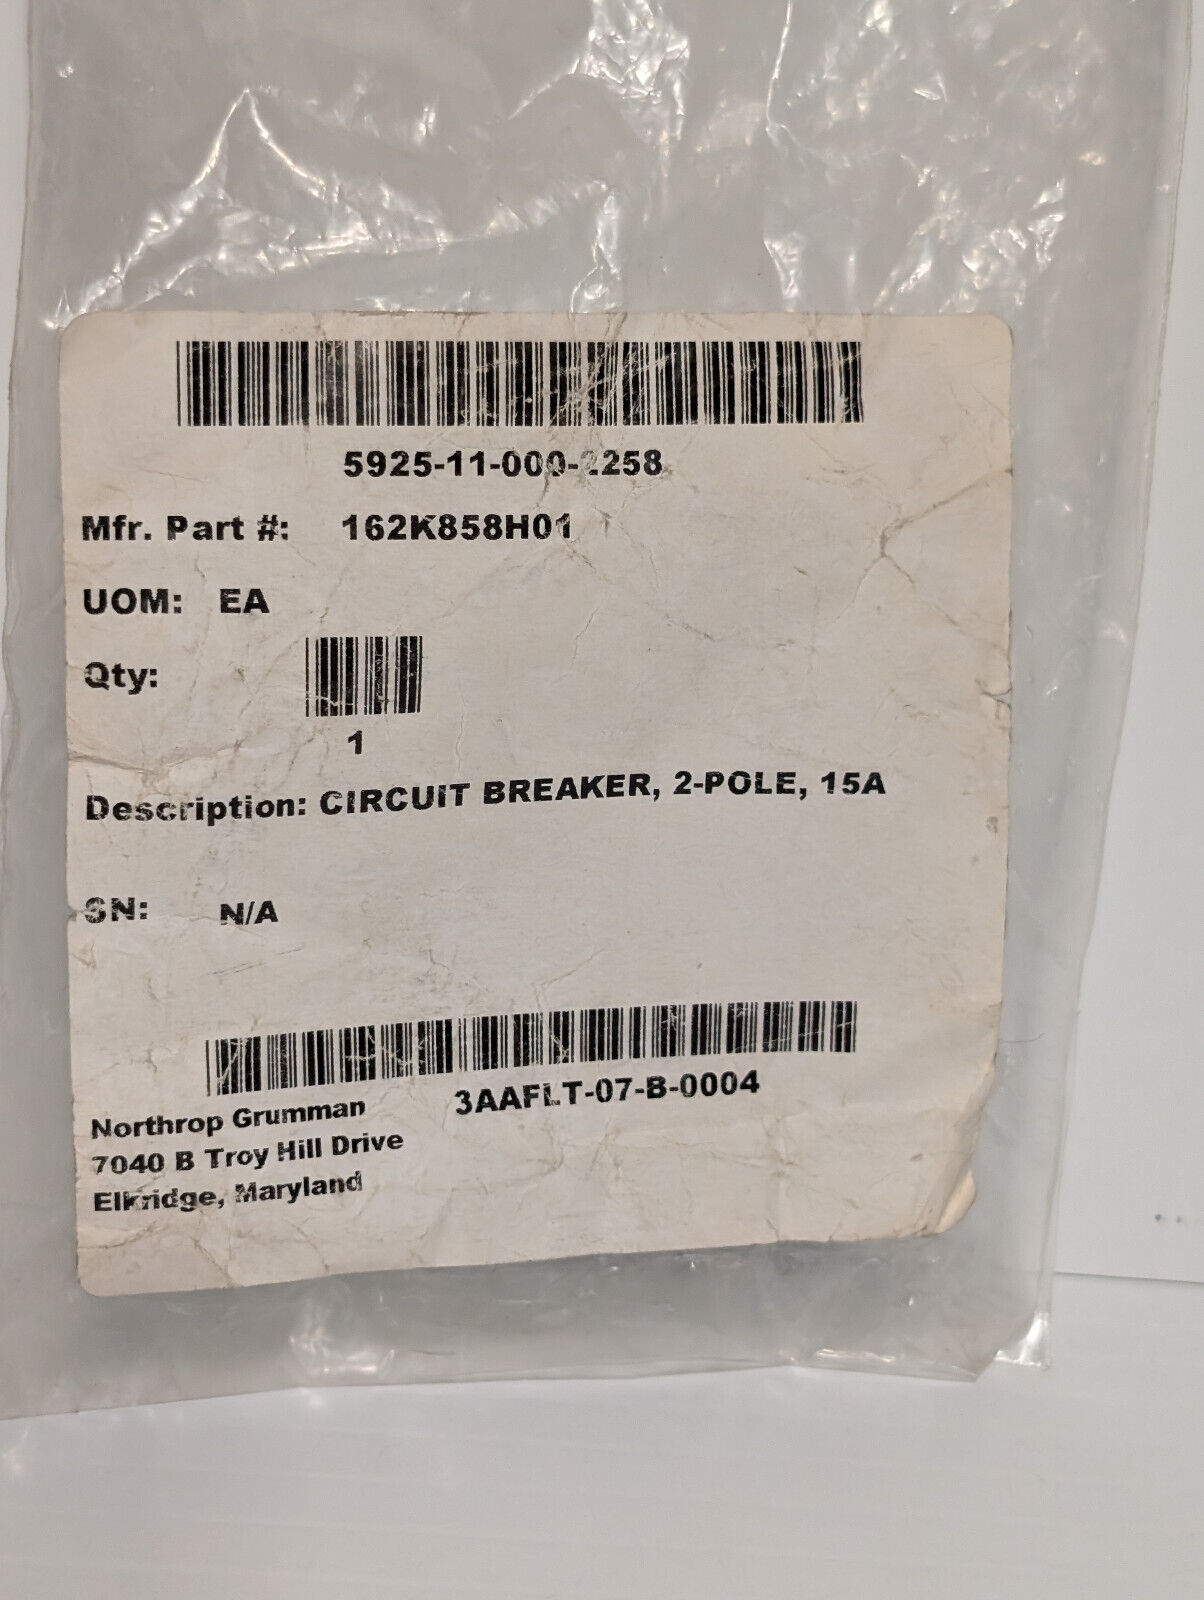 5925-11-000-2258
Mfr. Part #: 162K858H01
UOM: EA
Qty:
1
Description: CIRCUIT BREAKER, 2-POLE, 15A
SN: N/A
3AAFLT-07-B-0004
Northrop Grumman
7040 B Troy Hill Drive
Elkridge, Maryland